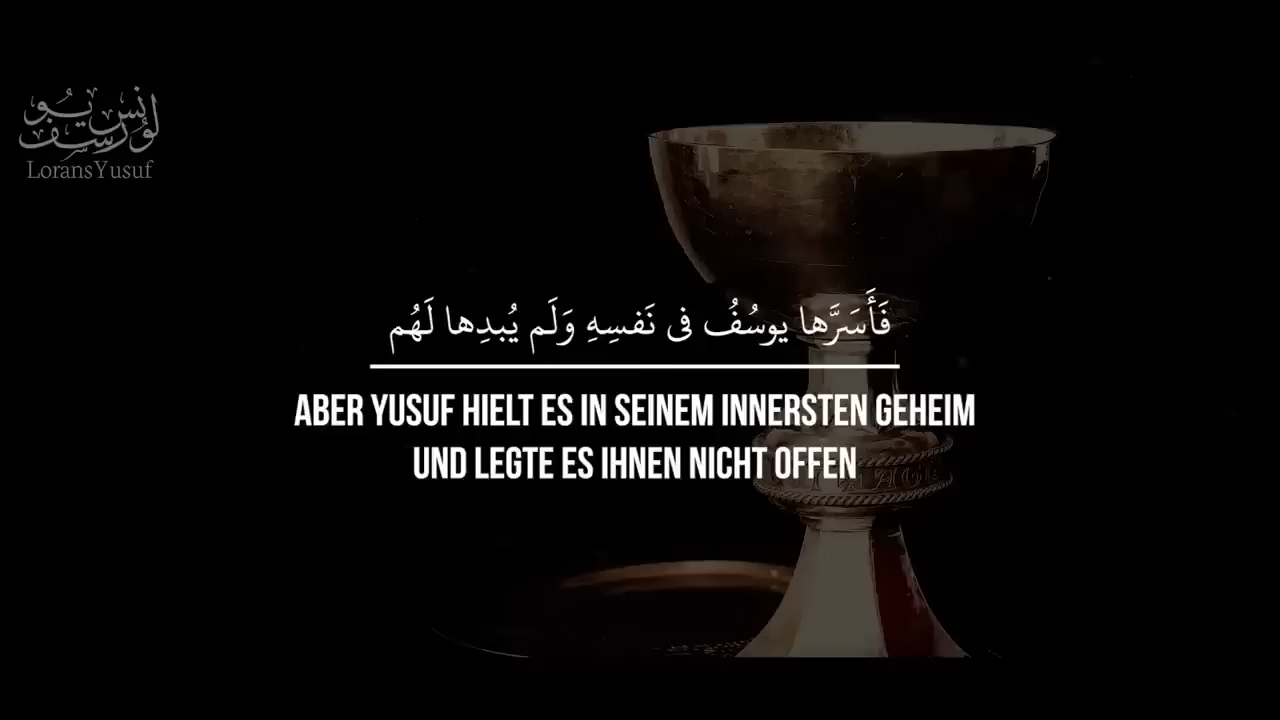 لورنس يوسف
LoransYusuf
فَأَسَرَّها يوسُفُ فى نَفسِهِ وَلَم يُبدِها لَهُم
ABER YUSUF HIELT ES IN SEINEM INNERSTEN GEHEIM
UND LEGTE ES IHNEN NICHT OFFEN